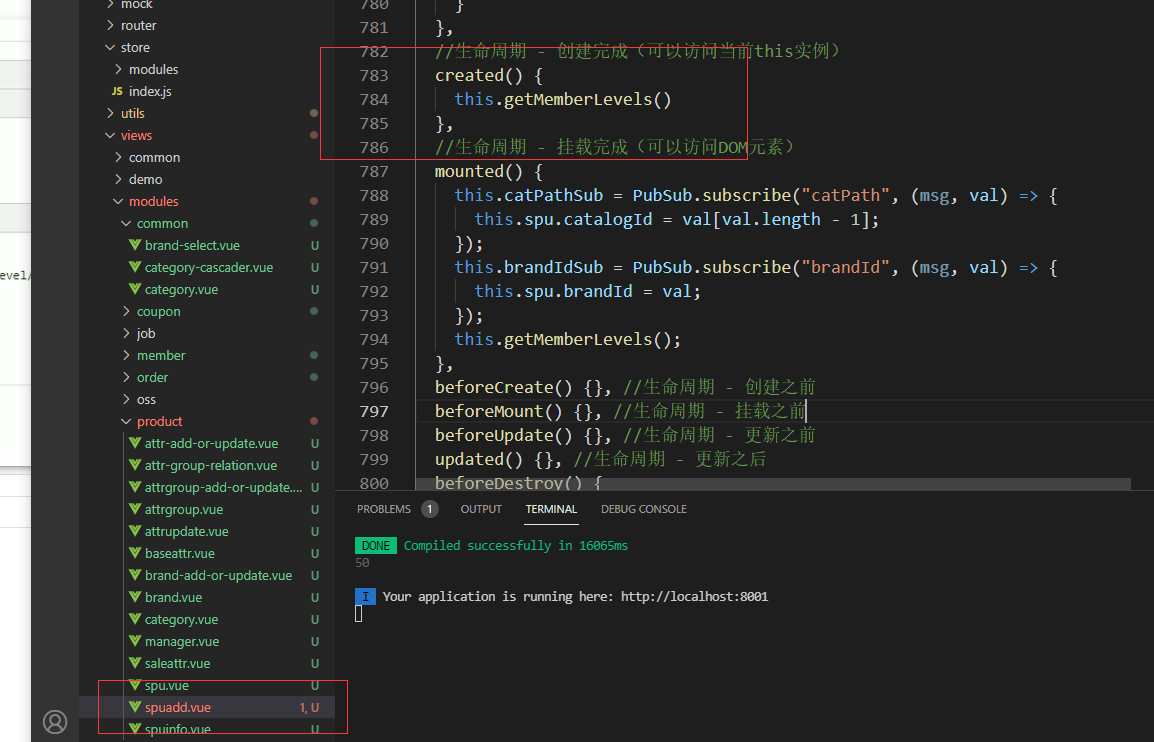 mock
router
store
modules
JS index.js
utils
views
common
demo
modules
common
brand-select.vue U
category-cascader.vue U
category.vue U
coupon
job
member
order
oss
product
attr-add-or-update.vue U
attr-group-relation.vue U
attrgroup-add-or-update.... U
attrgroup.vue U
attrupdate.vue U
baseattr.vue U
brand-add-or-update.vue U
brand.vue U
category.vue U
manager.vue U
saleattr.vue U
spu.vue U
spuadd.vue 1, U
spuinfo.vue U
evel/
780 }
781 },
782 //生命周期 - 创建完成（可以访问当前this实例）
783 created() {
784 this.getMemberLevels()
785 },
786 //生命周期 - 挂载完成（可以访问DOM元素）
787 mounted() {
788 this.catPathSub = PubSub.subscribe("catPath", (msg, val) => {
789 this.spu.catalogId = val[val.length - 1];
790 });
791 this.brandIdSub = PubSub.subscribe("brandId", (msg, val) => {
792 this.spu.brandId = val;
793 });
794 this.getMemberLevels();
795 },
796 beforeCreate() {}, //生命周期 - 创建之前
797 beforeMount() {}, //生命周期 - 挂载之前
798 beforeUpdate() {}, //生命周期 - 更新之前
799 updated() {}, //生命周期 - 更新之后
800 beforeDestroy() {
PROBLEMS 1 OUTPUT TERMINAL DEBUG CONSOLE
DONE Compiled successfully in 16065ms
50
I Your application is running here: http://localhost:8001